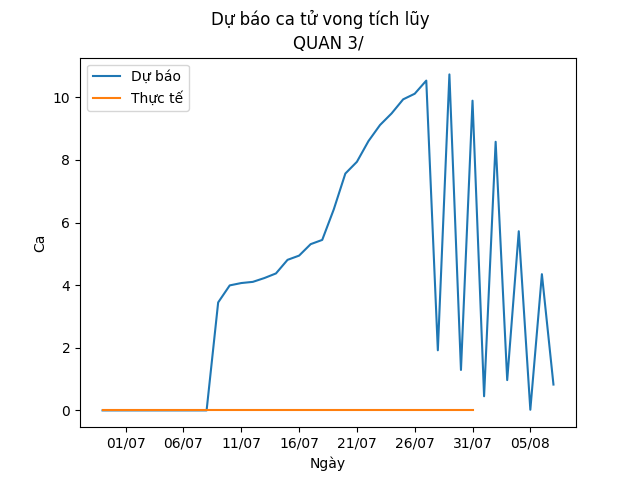 Dự báo ca tử vong tích lũy
QUAN 3/
Dự báo
Thực tế
Ca
10
8
6
4
2
0
01/07 06/07 11/07 16/07 21/07 26/07 31/07 05/08
Ngày